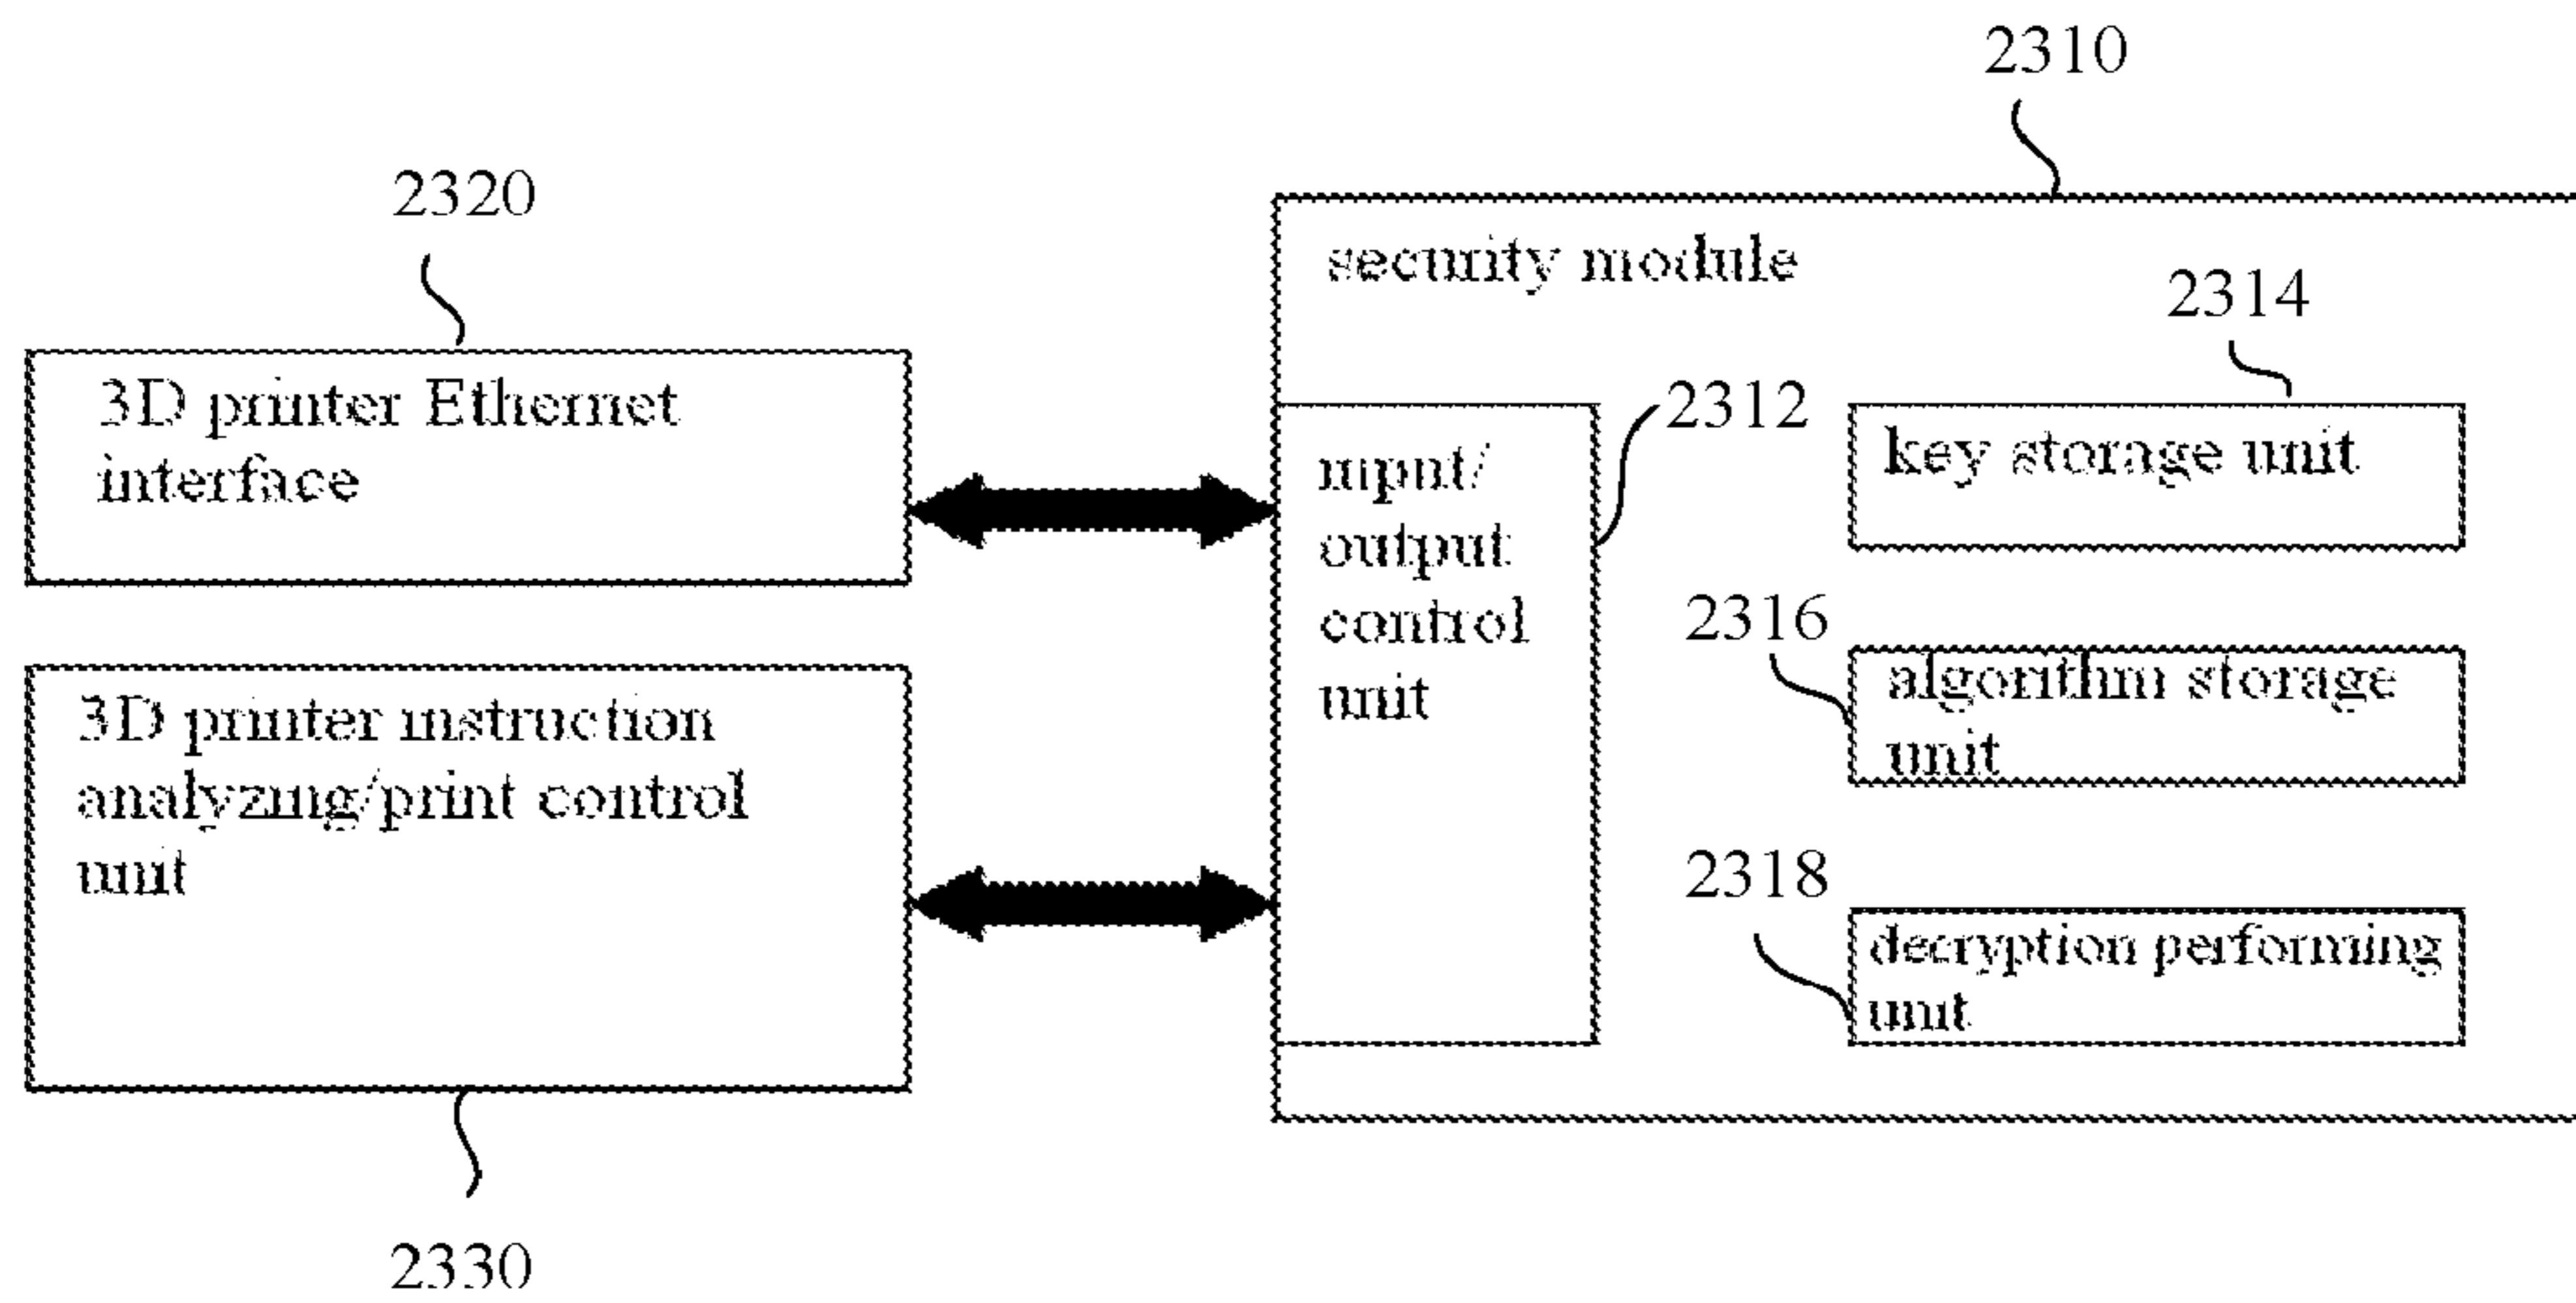 2310
2320
security module
2314
3D printer Ethernet
interface
2312
input/
output
control
unit
key storage unit
2316
algorithm storage
unit
3D printer instruction
analyzing/print control
unit
2318
decryption performing
unit
2330